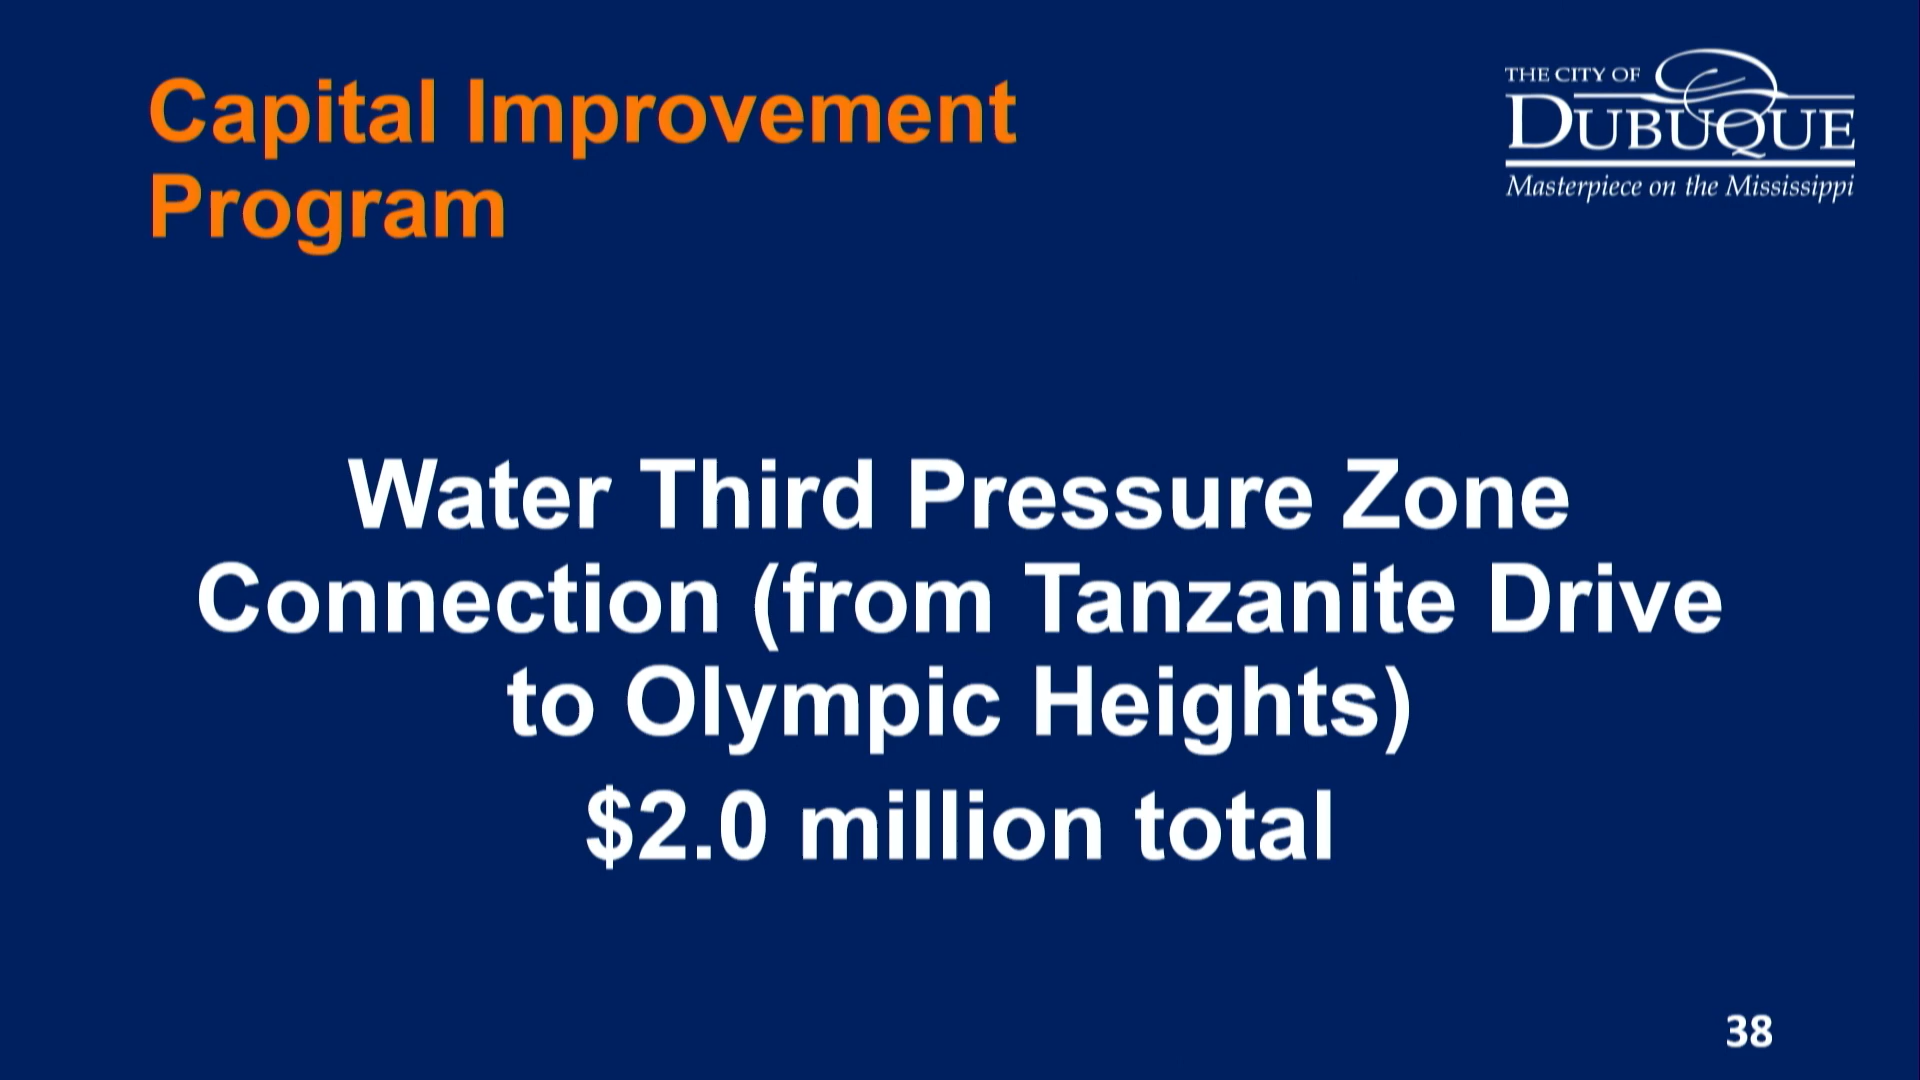 Capital Improvement
Program
THE CITY OF
DUBUQUE
Masterpiece on the Mississippi
Water Third Pressure Zone
Connection (from Tanzanite Drive
to Olympic Heights)
$2.0 million total
38